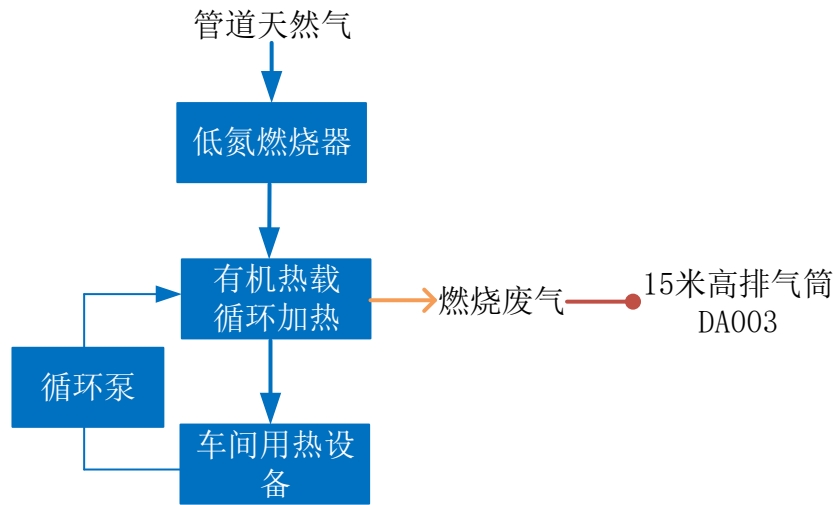 管道天然气
低氮燃烧器
有机热载
循环加热
燃烧废气
15米高排气筒
DA003
循环泵
车间用热设
备